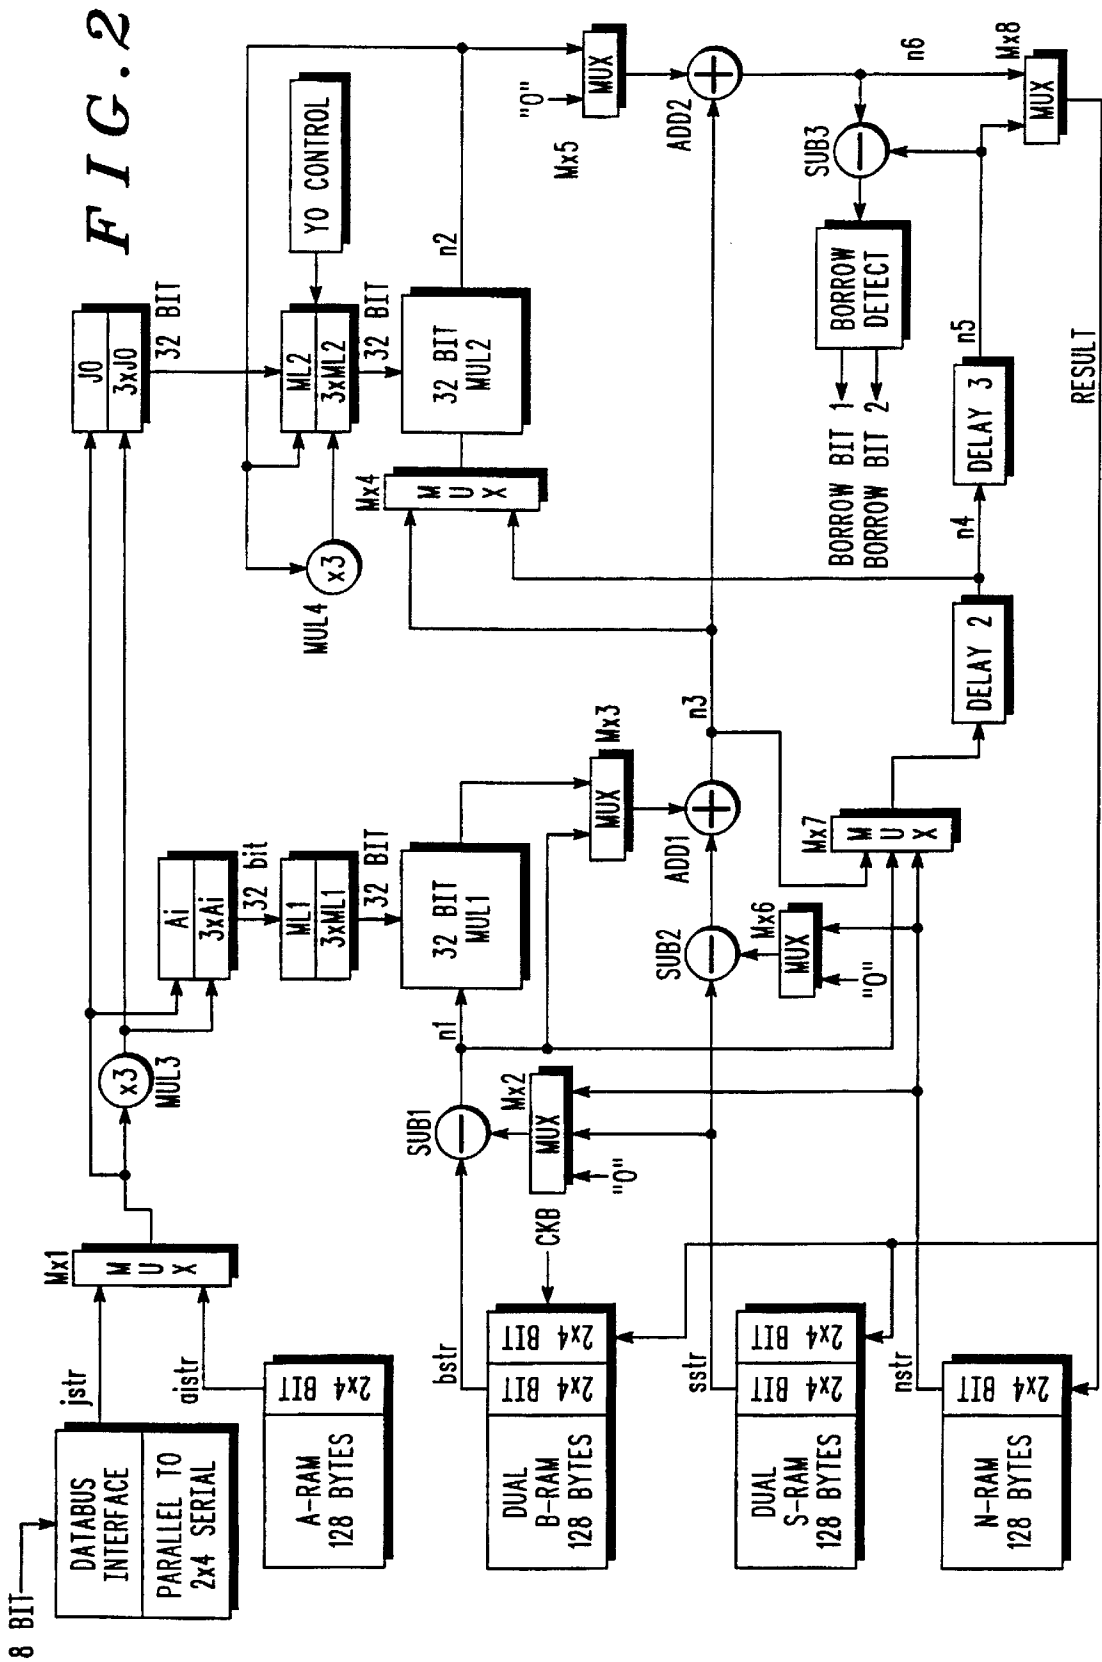 FIG.2
8 BIT
DATABUS
INTERFACE
PARALLEL TO
2x4 SERIAL
jstr
aistr
Mx1
MUX
x3
MUL3
A-RAM
128 BYTES
2x4 BIT
Ai
3xAi
32 bit
ML1
3xML1
32 BIT
32 BIT
MUL1
J0
3xJ0
32 BIT
YO CONTROL
ML2
3xML2
32 BIT
x3
MUL4
Mx4
MUX
32 BIT
MUL2
n2
"0"
MUX
Mx5
DUAL
B-RAM
128 BYTES
2x4 BIT
2x4 BIT
CKB
bstr
SUB1
n1
"0"
MUX
Mx2
MUX
Mx3
DUAL
S-RAM
128 BYTES
2x4 BIT
2x4 BIT
sstr
SUB2
"0"
MUX
Mx6
ADD1
n3
ADD2
n6
Mx7
MUX
SUB3
BORROW
DETECT
BORROW BIT 1
BORROW BIT 2
MUX
Mx8
N-RAM
128 BYTES
2x4 BIT
nstr
DELAY 2
n4
DELAY 3
n5
RESULT